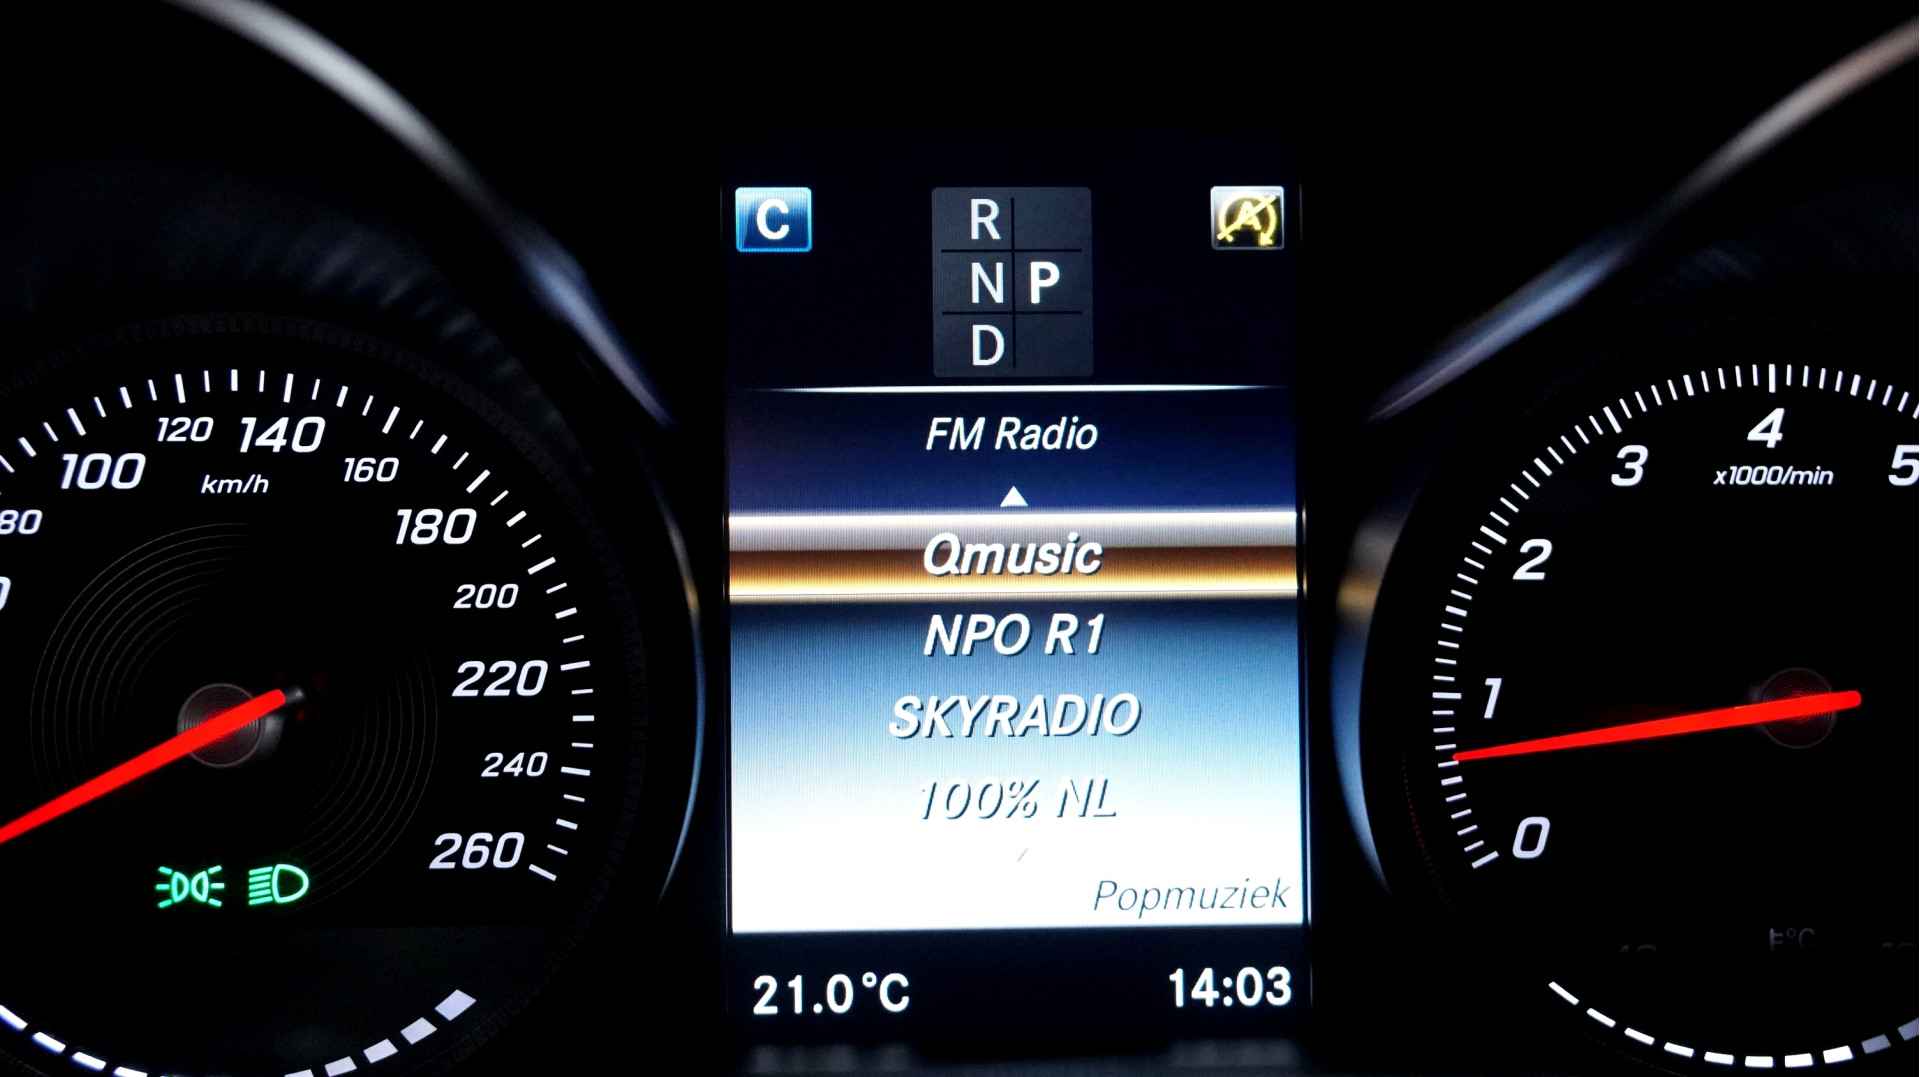 C
R
N P
D
A
FM Radio
Qmusic
NPO R1
SKYRADIO
100% NL
Popmuziek
21.0°C
14:03
80
100
120
140
160
180
200
220
240
260
km/h
0
1
2
3
4
5
x1000/min
°C